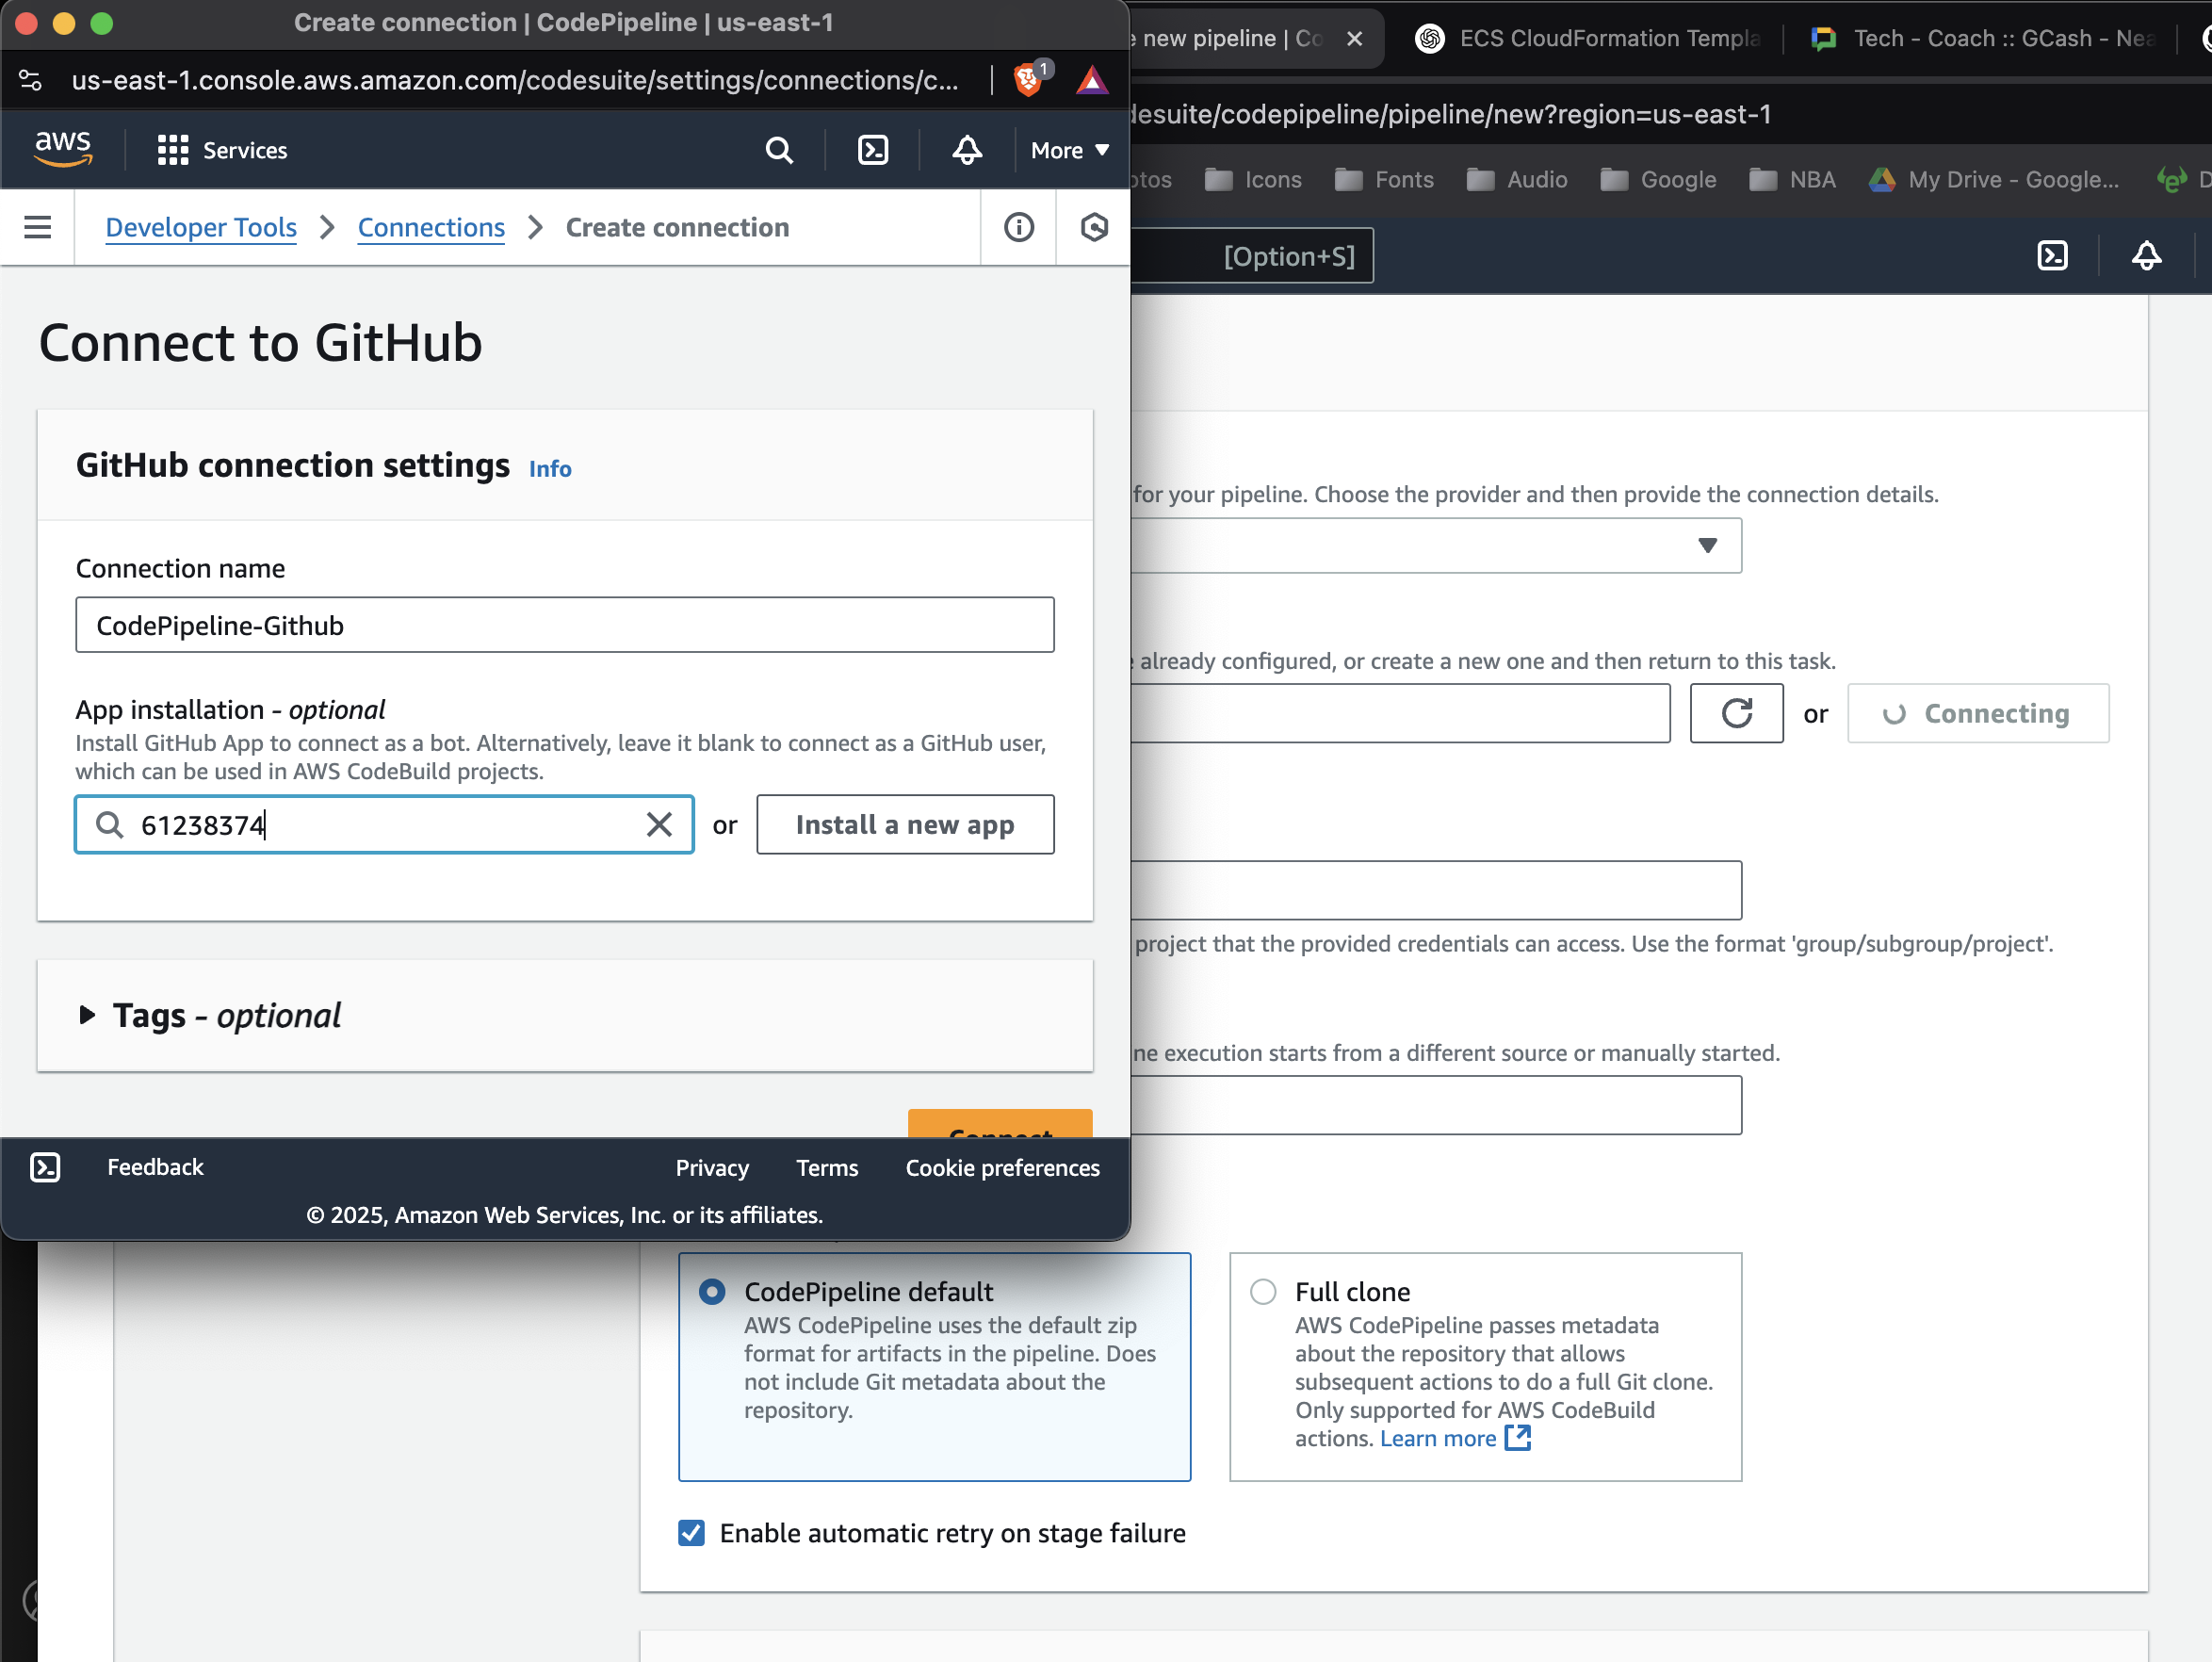 Create connection | CodePipeline | us-east-1
us-east-1.console.aws.amazon.com/codesuite/settings/connections/c...
1
aws
Services
More
Developer Tools
Connections
Create connection
Connect to GitHub
GitHub connection settings Info
Connection name
CodePipeline-Github
App installation - optional
Install GitHub App to connect as a bot. Alternatively, leave it blank to connect as a GitHub user,
which can be used in AWS CodeBuild projects.
61238374
or
Install a new app
Tags - optional
Connect
Feedback
Privacy
Terms
Cookie preferences
© 2025, Amazon Web Services, Inc. or its affiliates.
new pipeline | Co
ECS CloudFormation Templa
Tech - Coach :: GCash - Nea
desuite/codepipeline/pipeline/new?region=us-east-1
Icons
Fonts
Audio
Google
NBA
My Drive - Google...
[Option+S]
for your pipeline. Choose the provider and then provide the connection details.
already configured, or create a new one and then return to this task.
or
Connecting
project that the provided credentials can access. Use the format 'group/subgroup/project'.
ne execution starts from a different source or manually started.
CodePipeline default
AWS CodePipeline uses the default zip
format for artifacts in the pipeline. Does
not include Git metadata about the
repository.
Full clone
AWS CodePipeline passes metadata
about the repository that allows
subsequent actions to do a full Git clone.
Only supported for AWS CodeBuild
actions. Learn more
Enable automatic retry on stage failure